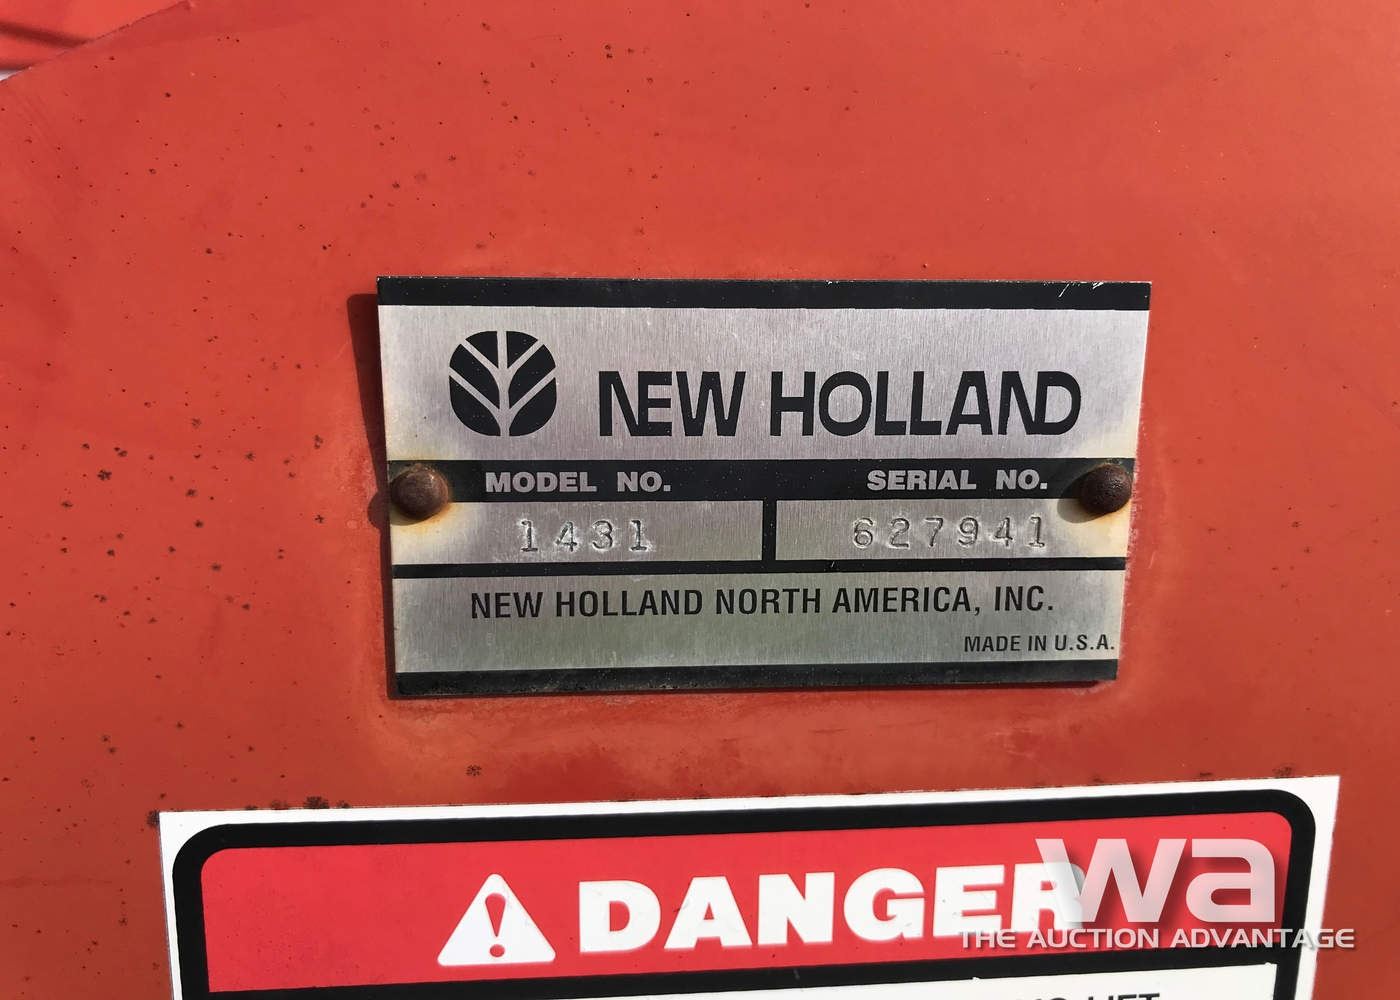 NEW HOLLAND
MODEL NO. SERIAL NO.
1431 627941
NEW HOLLAND NORTH AMERICA, INC.
MADE IN U.S.A.
DANGER
wa
THE AUCTION ADVANTAGE
LIFT